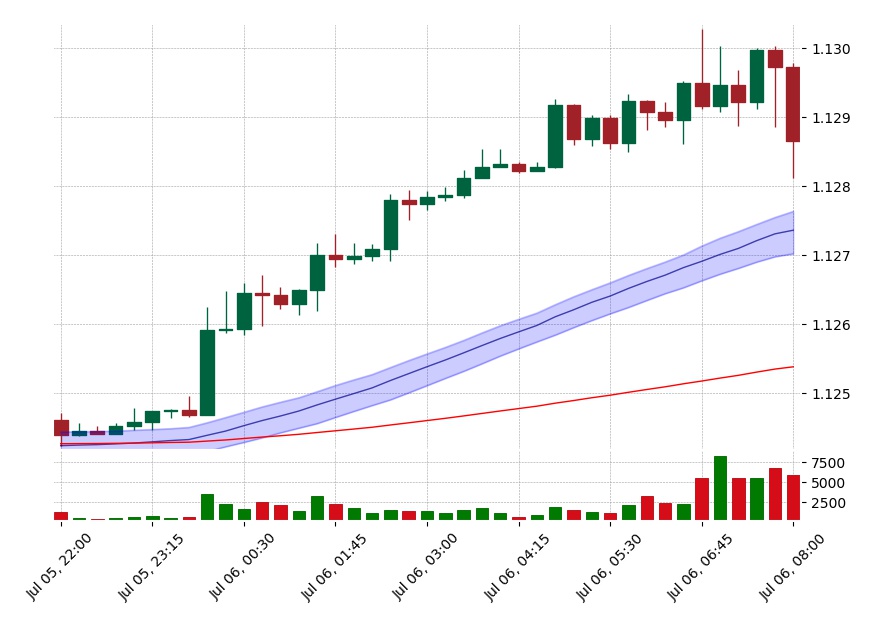 1.130
1.129
1.128
1.127
1.126
1.125
7500
5000
2500
Jul 05, 22:00
Jul 05, 23:15
Jul 06, 00:30
Jul 06, 01:45
Jul 06, 03:00
Jul 06, 04:15
Jul 06, 05:30
Jul 06, 06:45
Jul 06, 08:00